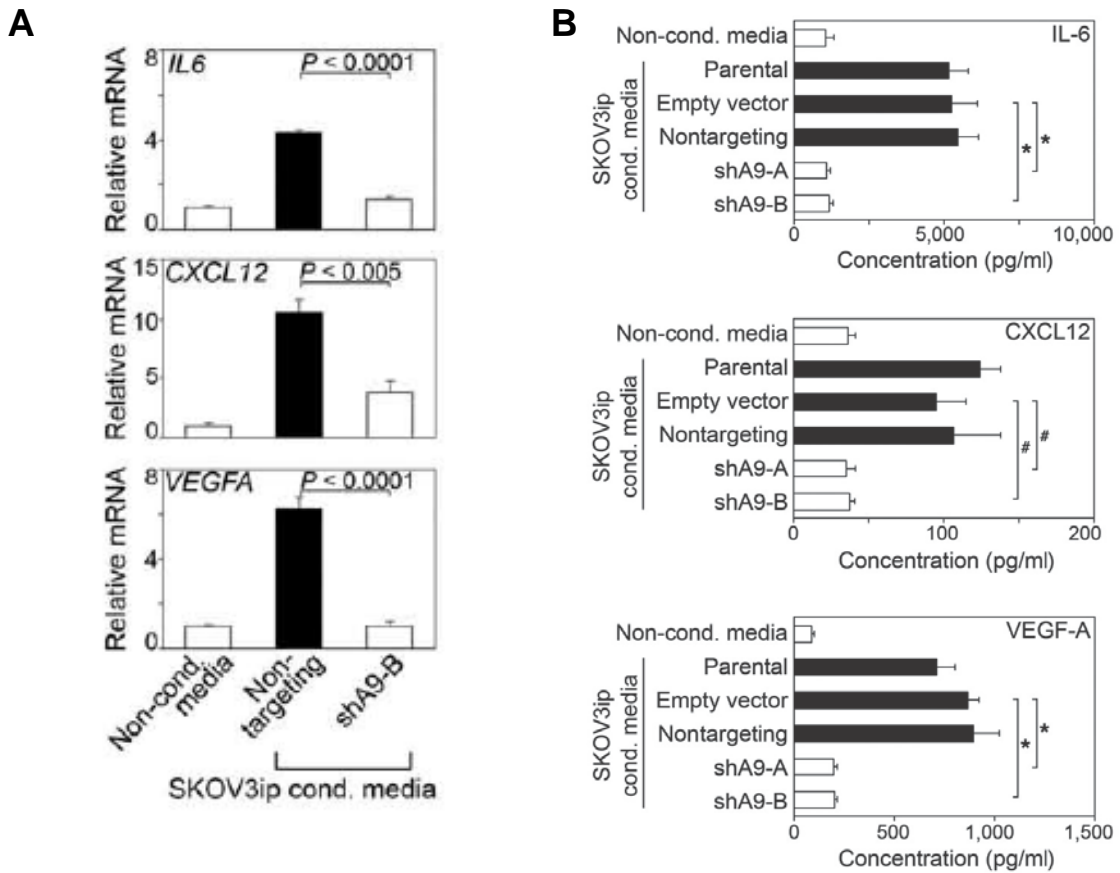 A
8
IL6
P < 0.0001
4
0
Relative mRNA
15
CXCL12
P < 0.005
10
5
0
Relative mRNA
8
VEGFA
P < 0.0001
4
0
Relative mRNA
Non-cond. media
Non-targeting
shA9-B
SKOV3ip cond. media
B
Non-cond. media
IL-6
Parental
Empty vector
Nontargeting
shA9-A
shA9-B
SKOV3ip
cond. media
* *
0 5,000 10,000
Concentration (pg/ml)
Non-cond. media
CXCL12
Parental
Empty vector
Nontargeting
shA9-A
shA9-B
SKOV3ip
cond. media
# #
0 100 200
Concentration (pg/ml)
Non-cond. media
VEGF-A
Parental
Empty vector
Nontargeting
shA9-A
shA9-B
SKOV3ip
cond. media
* *
0 500 1,000 1,500
Concentration (pg/ml)